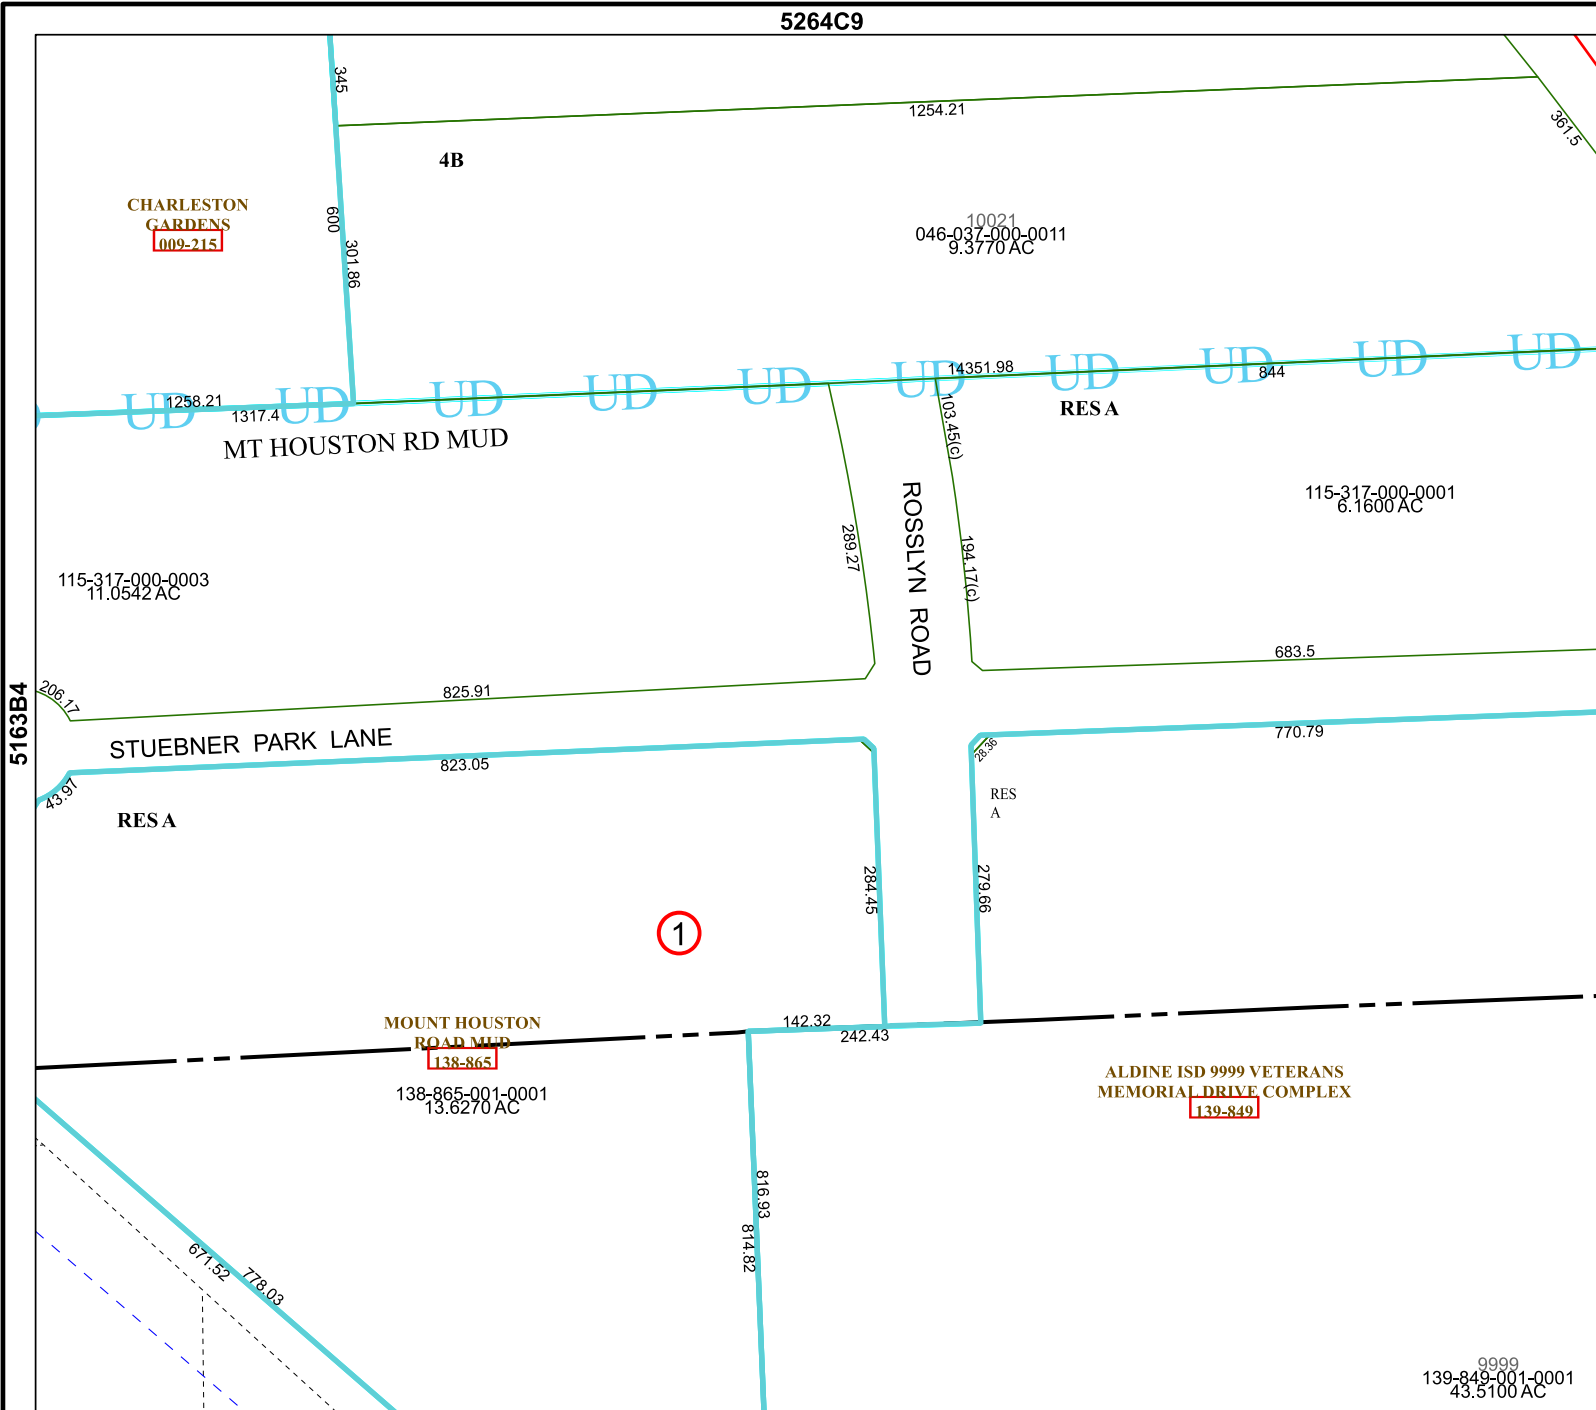 5264C9
345
1254.21
361.5
4B
CHARLESTON
GARDENS
009-215
600
301.86
10021
046-037-000-0011
9.3770 AC
UD UD UD UD UD UD UD UD UD UD
14351.98
844
1258.21
1317.4
MT HOUSTON RD MUD
RES A
103.45(c)
115-317-000-0001
6.1600 AC
ROSSLYN ROAD
289.27
194.17(c)
115-317-000-0003
11.0542 AC
683.5
206.17
825.91
5163B4
STUEBNER PARK LANE
823.05
770.79
28.36
43.97
RES A
RES
A
284.45
279.66
1
142.32
242.43
MOUNT HOUSTON
ROAD MUD
138-865
138-865-001-0001
13.6270 AC
ALDINE ISD 9999 VETERANS
MEMORIAL DRIVE COMPLEX
139-849
816.93
814.82
671.52
778.03
9999
139-849-001-0001
43.5100 AC